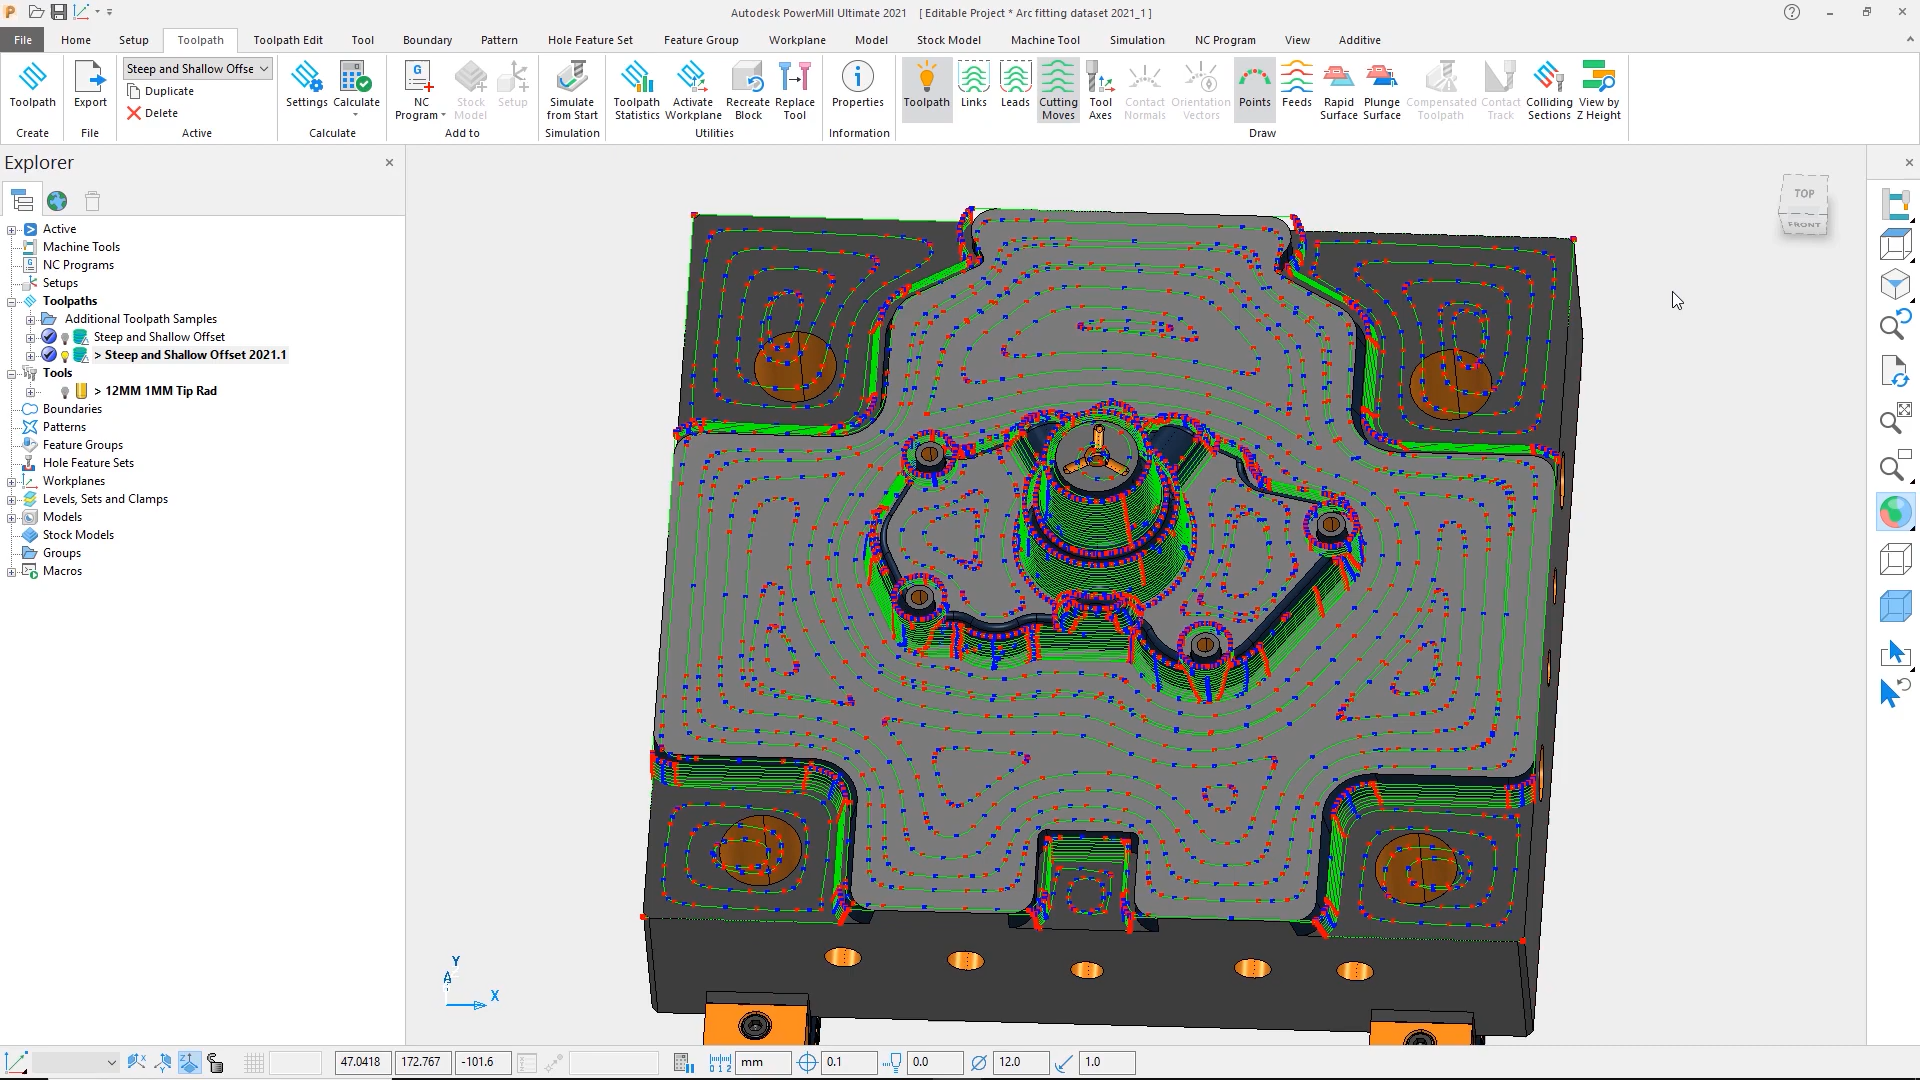 Autodesk PowerMill Ultimate 2021 [ Editable Project * Arc fitting dataset 2021_1 ]
File Home Setup Toolpath Toolpath Edit Tool Boundary Pattern Hole Feature Set Feature Group Workplane Model Stock Model Machine Tool Simulation NC Program View Additive
Toolpath
Create
Export
File
Steep and Shallow Offse
Duplicate
Delete
Active
Settings
Calculate
Calculate
NC Program
Stock Model
Setup
Add to
Simulate from Start
Simulation
Toolpath Statistics
Activate Workplane
Recreate Block
Replace Tool
Utilities
Properties
Information
Toolpath
Links
Leads
Cutting Moves
Tool Axes
Contact Normals
Orientation Vectors
Points
Feeds
Rapid Surface
Plunge Surface
Compensated Toolpath
Contact Track
Colliding Sections
View by Z Height
Draw
Explorer
Active
Machine Tools
NC Programs
Setups
Toolpaths
Additional Toolpath Samples
Steep and Shallow Offset
> Steep and Shallow Offset 2021.1
Tools
> 12MM 1MM Tip Rad
Boundaries
Patterns
Feature Groups
Hole Feature Sets
Workplanes
Levels, Sets and Clamps
Models
Stock Models
Groups
Macros
TOP
FRONT
Y
A
X
47.0418 172.767 -101.6 mm 0.1 0.0 12.0 1.0